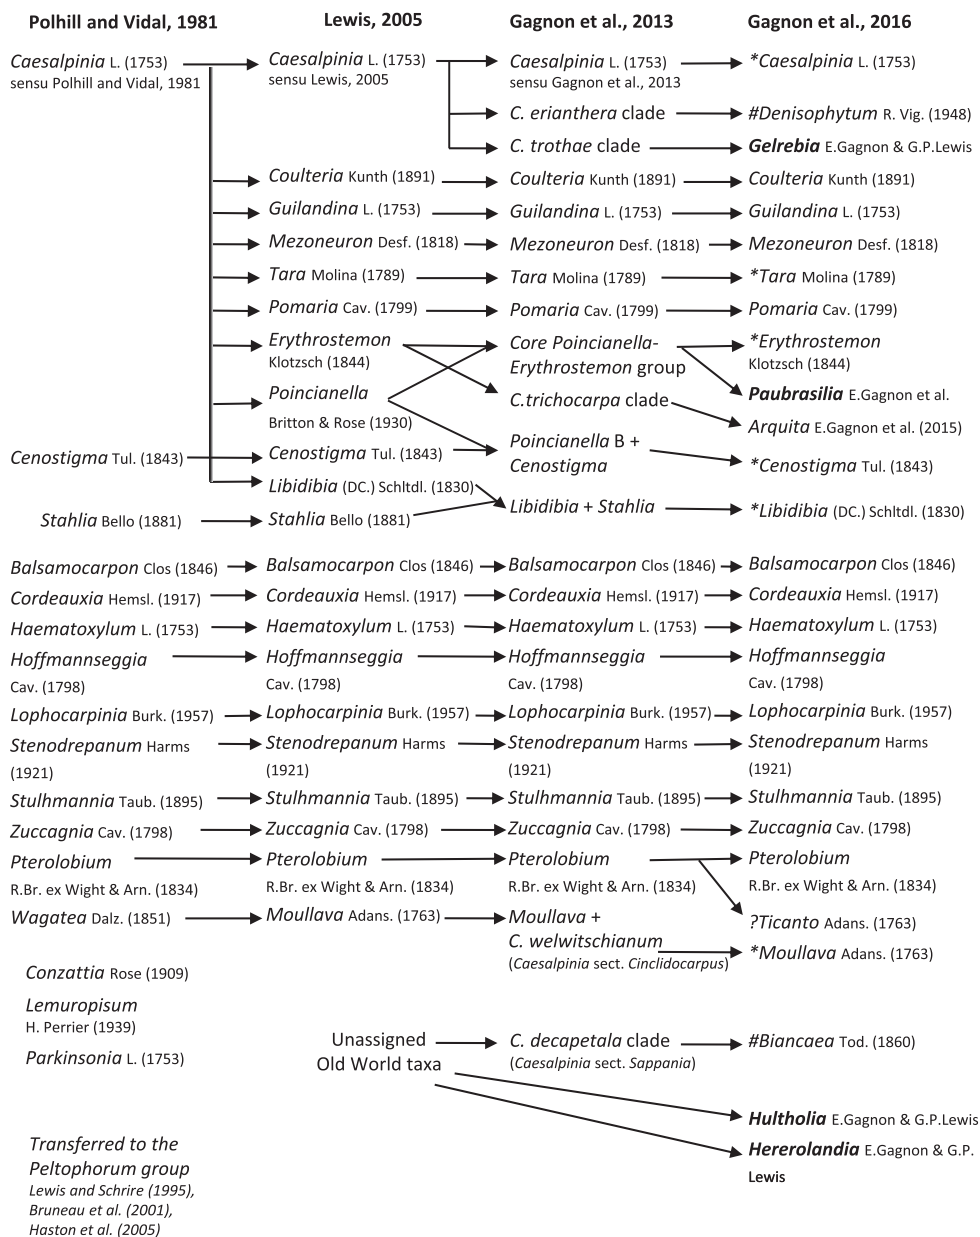 Polhill and Vidal, 1981 Lewis, 2005 Gagnon et al., 2013 Gagnon et al., 2016
Caesalpinia L. (1753) Caesalpinia L. (1753) Caesalpinia L. (1753) *Caesalpinia L. (1753)
sensu Polhill and Vidal, 1981 sensu Lewis, 2005 sensu Gagnon et al., 2013
C. erianthera clade #Denisophytum R. Vig. (1948)
C. trothae clade Gelrebia E.Gagnon & G.P.Lewis
Coulteria Kunth (1891) Coulteria Kunth (1891) Coulteria Kunth (1891)
Guilandina L. (1753) Guilandina L. (1753) Guilandina L. (1753)
Mezoneuron Desf. (1818) Mezoneuron Desf. (1818) Mezoneuron Desf. (1818)
Tara Molina (1789) Tara Molina (1789) *Tara Molina (1789)
Pomaria Cav. (1799) Pomaria Cav. (1799) Pomaria Cav. (1799)
Erythrostemon Core Poincianella- *Erythrostemon
Klotzsch (1844) Erythrostemon group Klotzsch (1844)
Poincianella C.trichocarpa clade Paubrasilia E.Gagnon et al.
Britton & Rose (1930) Arquita E.Gagnon et al. (2015)
Cenostigma Tul. (1843) Cenostigma Tul. (1843) Poincianella B + *Cenostigma Tul. (1843)
Cenostigma
Libidibia (DC.) Schltdl. (1830) Libidibia + Stahlia *Libidibia (DC.) Schltdl. (1830)
Stahlia Bello (1881) Stahlia Bello (1881)
Balsamocarpon Clos (1846) Balsamocarpon Clos (1846) Balsamocarpon Clos (1846) Balsamocarpon Clos (1846)
Cordeauxia Hemsl. (1917) Cordeauxia Hemsl. (1917) Cordeauxia Hemsl. (1917) Cordeauxia Hemsl. (1917)
Haematoxylum L. (1753) Haematoxylum L. (1753) Haematoxylum L. (1753) Haematoxylum L. (1753)
Hoffmannseggia Hoffmannseggia Hoffmannseggia Hoffmannseggia
Cav. (1798) Cav. (1798) Cav. (1798) Cav. (1798)
Lophocarpinia Burk. (1957) Lophocarpinia Burk. (1957) Lophocarpinia Burk. (1957) Lophocarpinia Burk. (1957)
Stenodrepanum Harms Stenodrepanum Harms Stenodrepanum Harms Stenodrepanum Harms
(1921) (1921) (1921) (1921)
Stulhmannia Taub. (1895) Stulhmannia Taub. (1895) Stulhmannia Taub. (1895) Stulhmannia Taub. (1895)
Zuccagnia Cav. (1798) Zuccagnia Cav. (1798) Zuccagnia Cav. (1798) Zuccagnia Cav. (1798)
Pterolobium Pterolobium Pterolobium Pterolobium
R.Br. ex Wight & Arn. (1834) R.Br. ex Wight & Arn. (1834) R.Br. ex Wight & Arn. (1834) R.Br. ex Wight & Arn. (1834)
Wagatea Dalz. (1851) Moullava Adans. (1763) Moullava + ?Ticanto Adans. (1763)
C. welwitschianum *Moullava Adans. (1763)
(Caesalpinia sect. Cinclidocarpus)
Conzattia Rose (1909)
Lemuropisum
H. Perrier (1939)
Parkinsonia L. (1753)
Unassigned C. decapetala clade #Biancaea Tod. (1860)
Old World taxa (Caesalpinia sect. Sappania)
Hultholia E.Gagnon & G.P.Lewis
Hererolandia E.Gagnon & G.P.
Lewis
Transferred to the
Peltophorum group
Lewis and Schrire (1995),
Bruneau et al. (2001),
Haston et al. (2005)